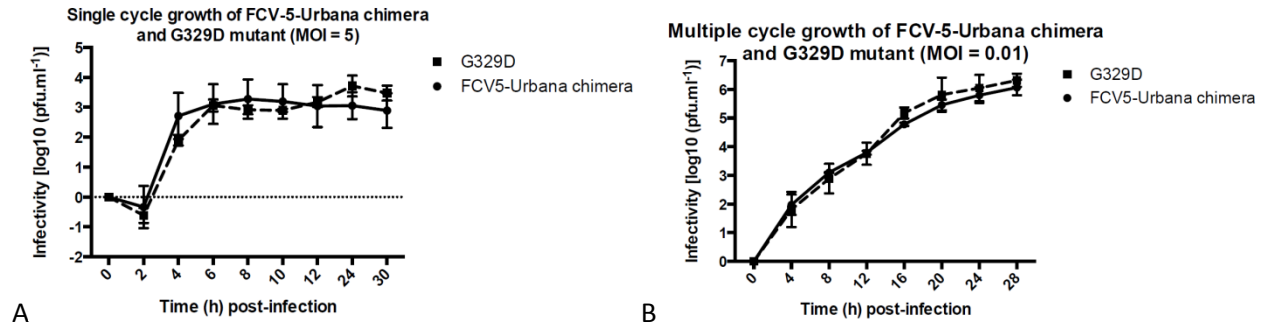 Single cycle growth of FCV-5-Urbana chimera
and G329D mutant (MOI = 5)
Infectivity [log10 (pfu.ml-1)]
5
4
3
2
1
0
-1
-2
0
2
4
6
8
10
12
24
30
Time (h) post-infection
G329D
FCV5-Urbana chimera
A
Multiple cycle growth of FCV-5-Urbana chimera
and G329D mutant (MOI = 0.01)
Infectivity [log10 (pfu.ml⁻¹)]
7
6
5
4
3
2
1
0
0
4
8
12
16
20
24
28
Time (h) post-infection
G329D
FCV5-Urbana chimera
B